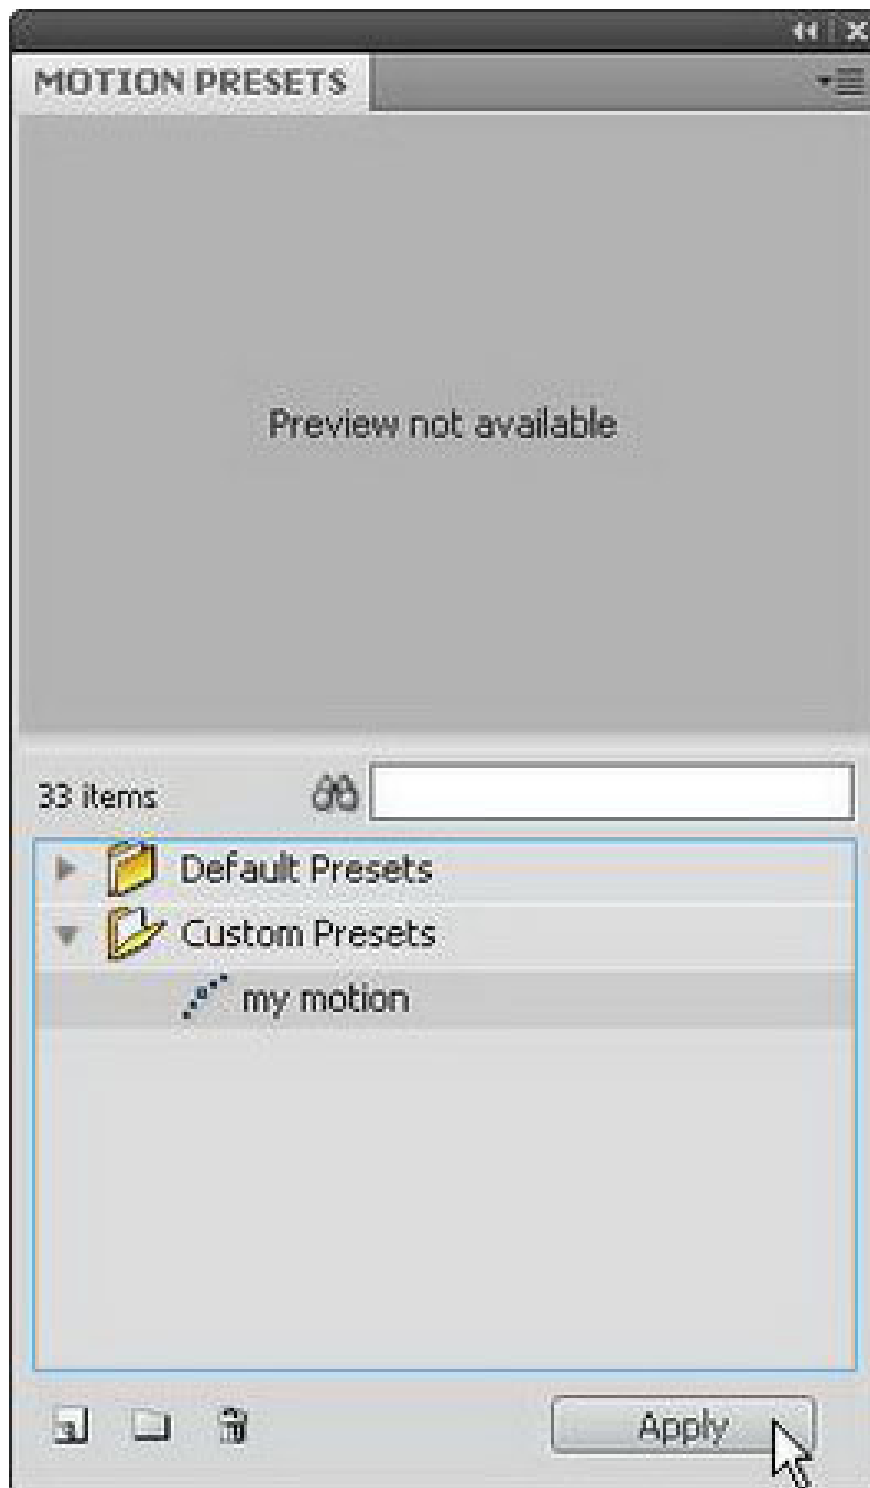 MOTION PRESETS
Preview not available
33 items
Default Presets
Custom Presets
my motion
Apply